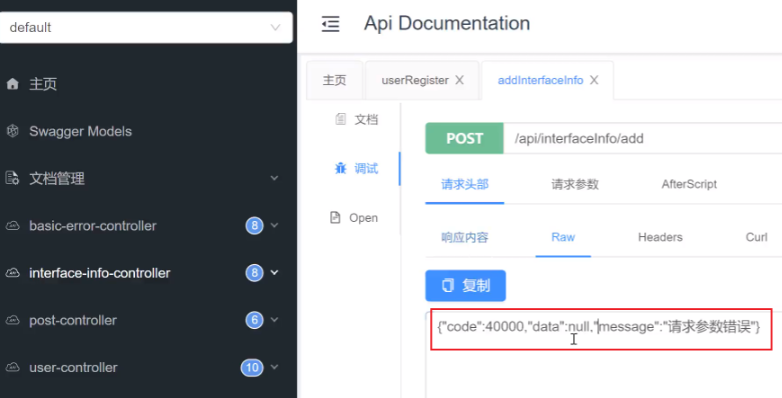 default
主页
Swagger Models
文档管理
basic-error-controller 8
interface-info-controller 8
post-controller 6
user-controller 10
Api Documentation
主页 userRegister addInterfaceInfo
文档
调试
Open
POST /api/interfaceInfo/add
请求头部 请求参数 AfterScript
响应内容 Raw Headers Curl
复制
{"code":40000,"data":null,"message":"请求参数错误"}